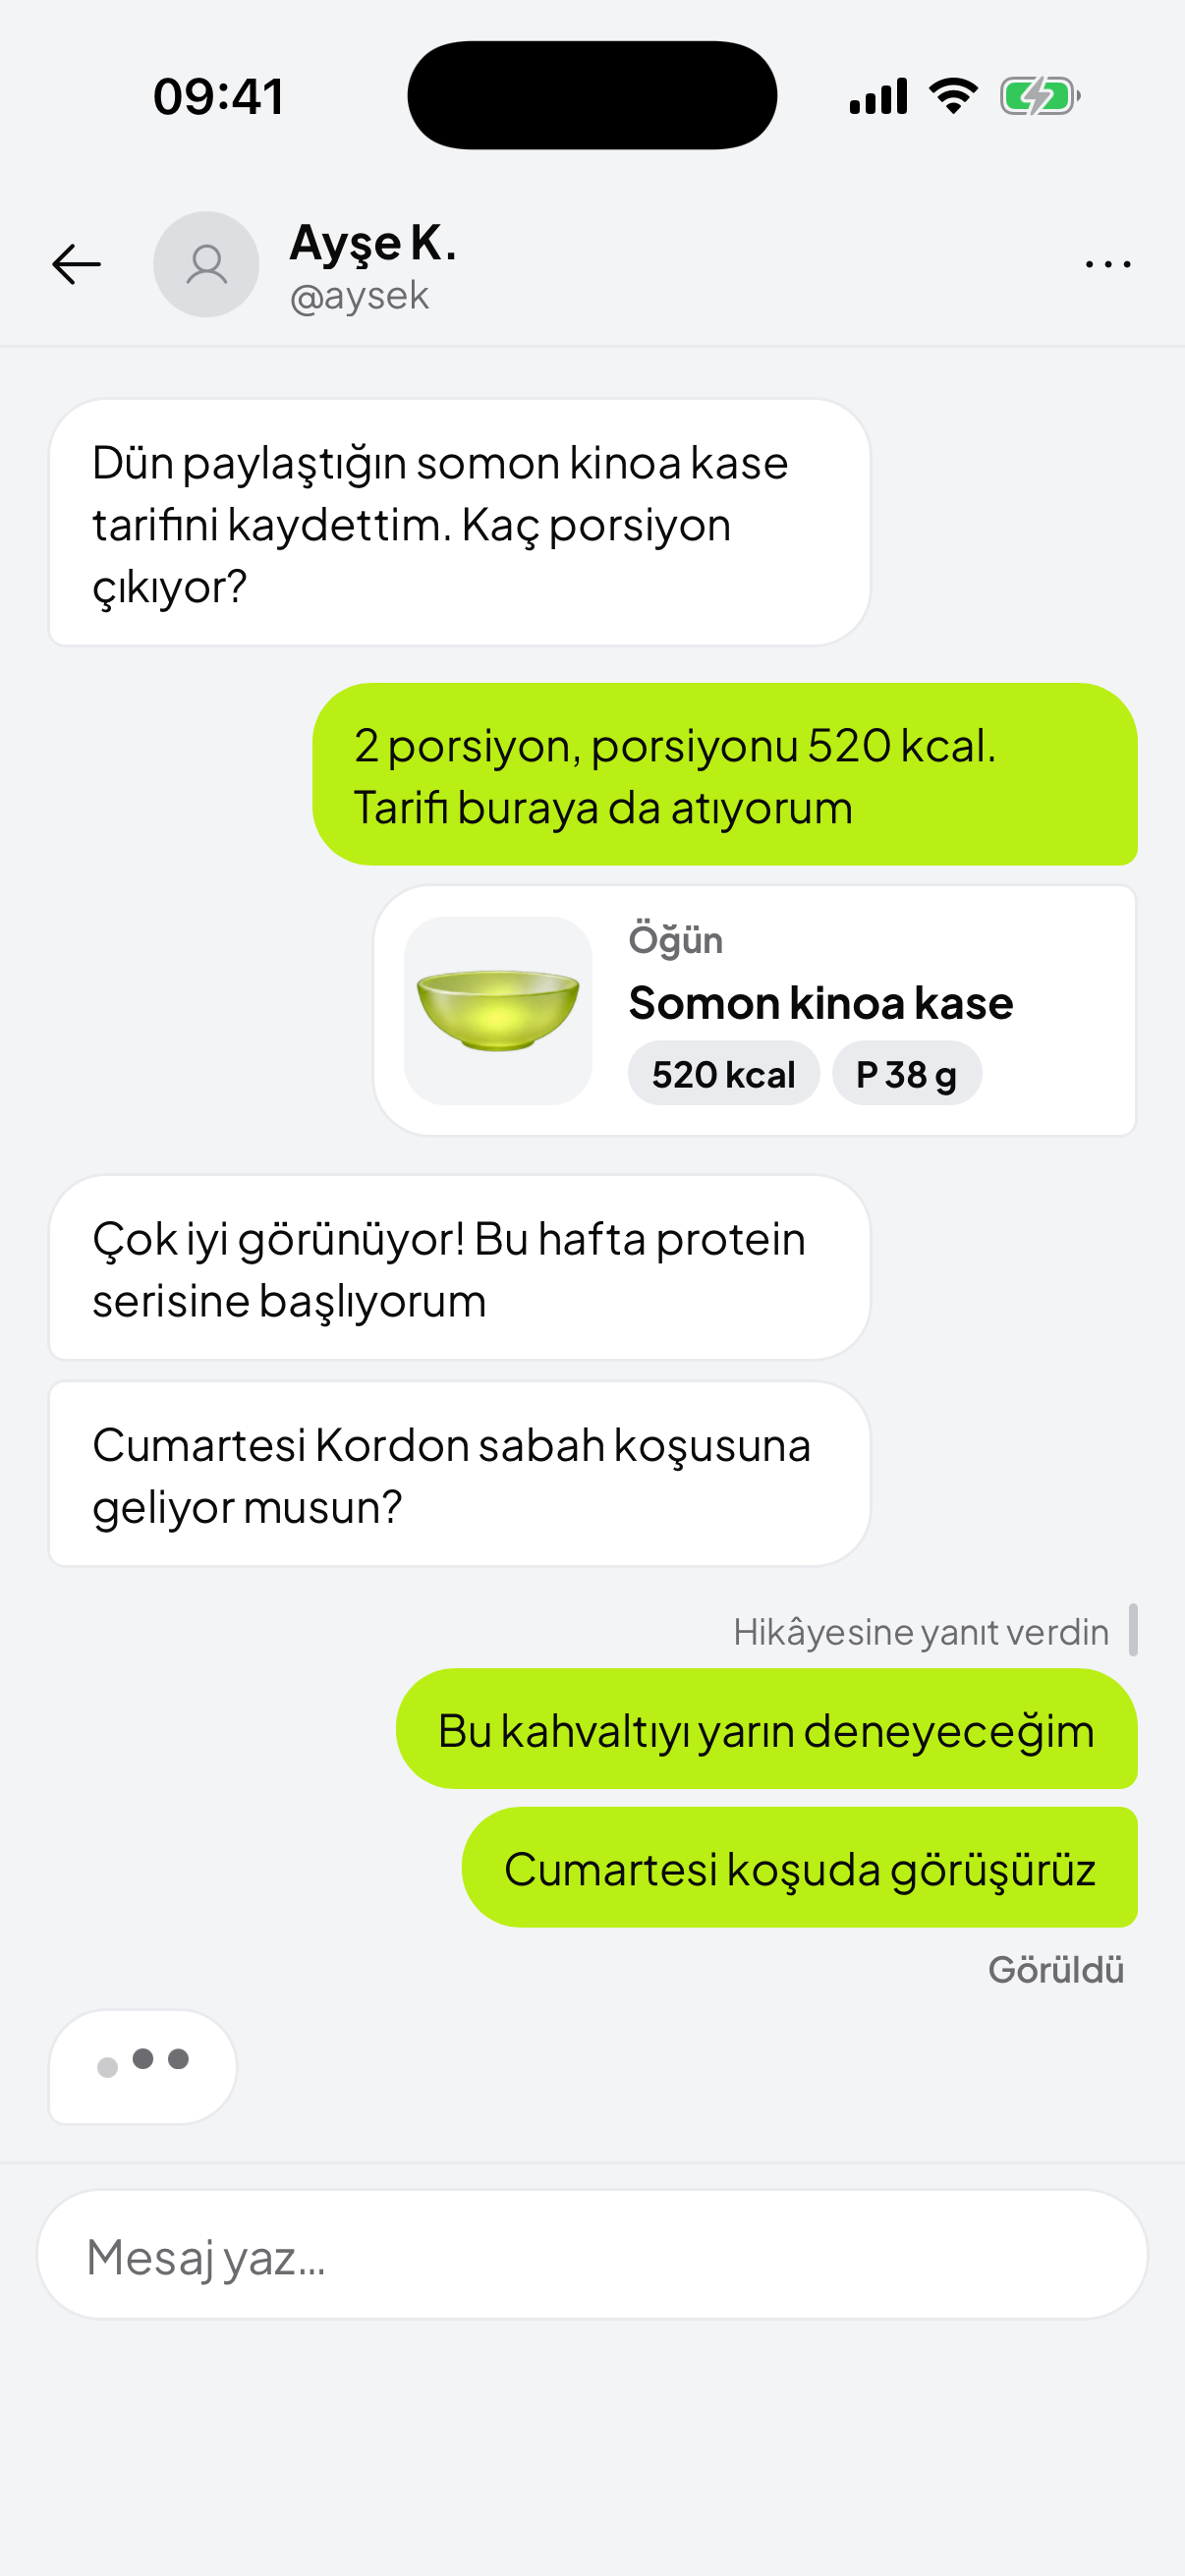 09:41
Ayşe K.
@aysek
Dün paylaştığın somon kinoa kase
tarifini kaydettim. Kaç porsiyon
çıkıyor?
2 porsiyon, porsiyonu 520 kcal.
Tarifi buraya da atıyorum
Öğün
Somon kinoa kase
520 kcal
P 38 g
Çok iyi görünüyor! Bu hafta protein
serisine başlıyorum
Cumartesi Kordon sabah koşusuna
geliyor musun?
Hikâyesine yanıt verdin
Bu kahvaltıyı yarın deneyeceğim
Cumartesi koşuda görüşürüz
Görüldü
Mesaj yaz...